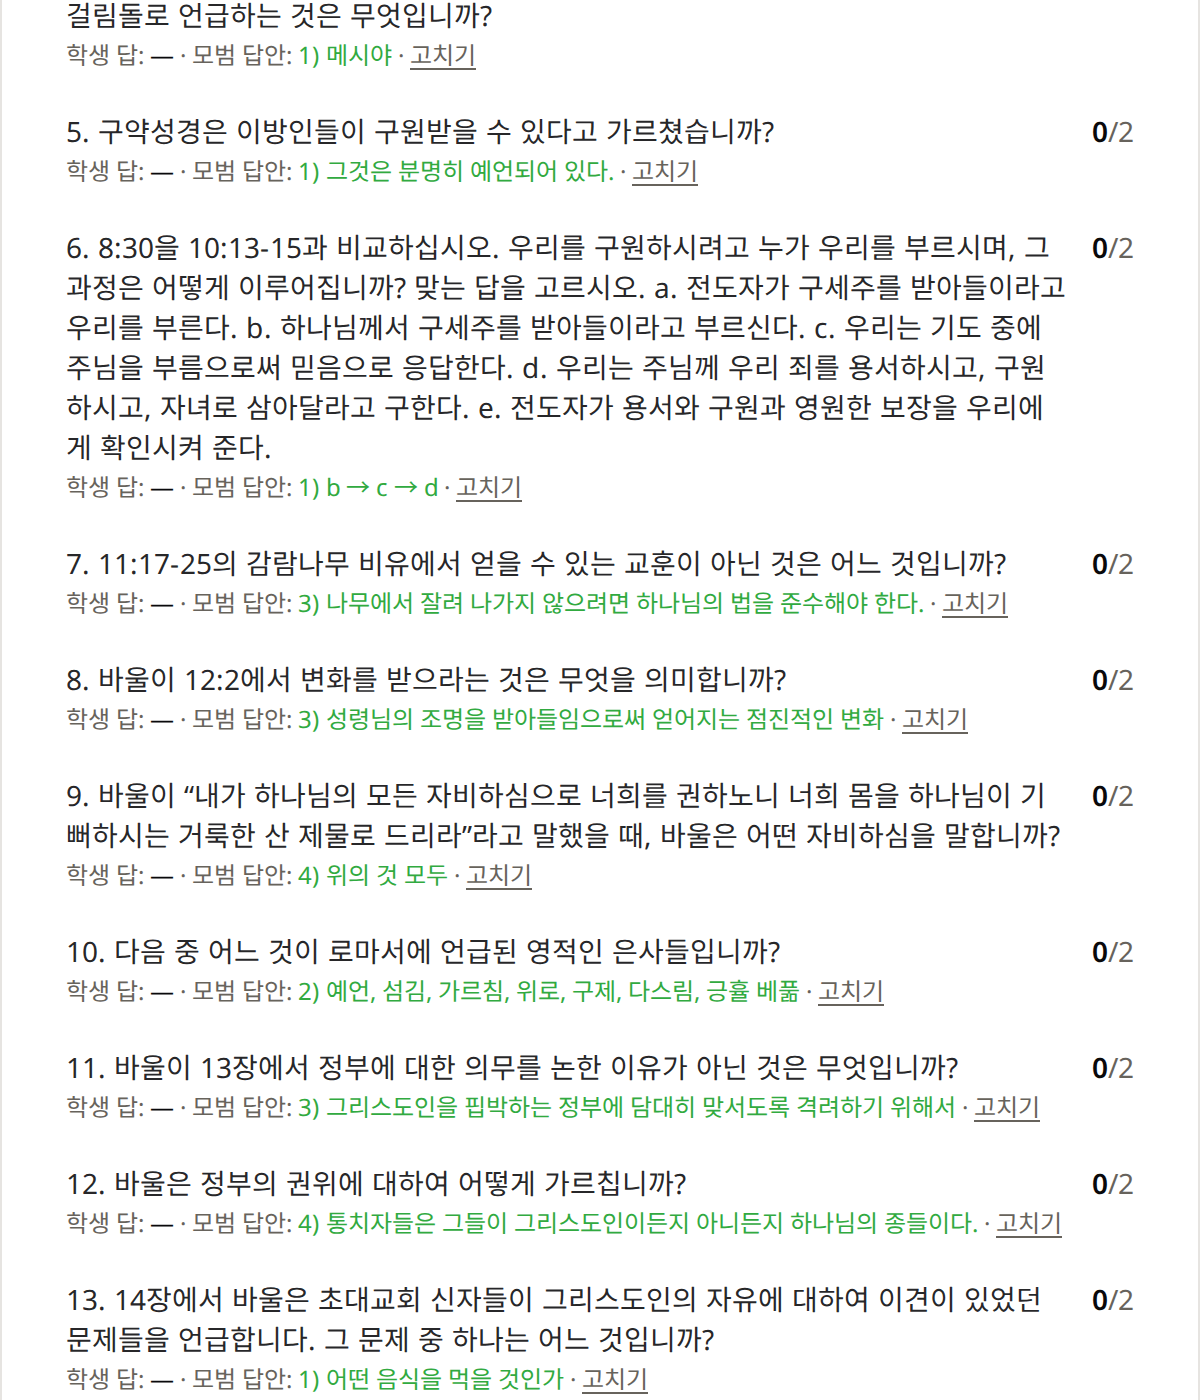 걸림돌로 언급하는 것은 무엇입니까?
학생 답: — · 모범 답안: 1) 메시야 · 고치기
5. 구약성경은 이방인들이 구원받을 수 있다고 가르쳤습니까? 0/2
학생 답: — · 모범 답안: 1) 그것은 분명히 예언되어 있다. · 고치기
6. 8:30을 10:13-15과 비교하십시오. 우리를 구원하시려고 누가 우리를 부르시며, 그 0/2
과정은 어떻게 이루어집니까? 맞는 답을 고르시오. a. 전도자가 구세주를 받아들이라고
우리를 부른다. b. 하나님께서 구세주를 받아들이라고 부르신다. c. 우리는 기도 중에
주님을 부름으로써 믿음으로 응답한다. d. 우리는 주님께 우리 죄를 용서하시고, 구원
하시고, 자녀로 삼아달라고 구한다. e. 전도자가 용서와 구원과 영원한 보장을 우리에
게 확인시켜 준다.
학생 답: — · 모범 답안: 1) b → c → d · 고치기
7. 11:17-25의 감람나무 비유에서 얻을 수 있는 교훈이 아닌 것은 어느 것입니까? 0/2
학생 답: — · 모범 답안: 3) 나무에서 잘려 나가지 않으려면 하나님의 법을 준수해야 한다. · 고치기
8. 바울이 12:2에서 변화를 받으라는 것은 무엇을 의미합니까? 0/2
학생 답: — · 모범 답안: 3) 성령님의 조명을 받아들임으로써 얻어지는 점진적인 변화 · 고치기
9. 바울이 “내가 하나님의 모든 자비하심으로 너희를 권하노니 너희 몸을 하나님이 기 0/2
뻐하시는 거룩한 산 제물로 드리라”라고 말했을 때, 바울은 어떤 자비하심을 말합니까?
학생 답: — · 모범 답안: 4) 위의 것 모두 · 고치기
10. 다음 중 어느 것이 로마서에 언급된 영적인 은사들입니까? 0/2
학생 답: — · 모범 답안: 2) 예언, 섬김, 가르침, 위로, 구제, 다스림, 긍휼 베풂 · 고치기
11. 바울이 13장에서 정부에 대한 의무를 논한 이유가 아닌 것은 무엇입니까? 0/2
학생 답: — · 모범 답안: 3) 그리스도인을 핍박하는 정부에 담대히 맞서도록 격려하기 위해서 · 고치기
12. 바울은 정부의 권위에 대하여 어떻게 가르칩니까? 0/2
학생 답: — · 모범 답안: 4) 통치자들은 그들이 그리스도인이든지 아니든지 하나님의 종들이다. · 고치기
13. 14장에서 바울은 초대교회 신자들이 그리스도인의 자유에 대하여 이견이 있었던 0/2
문제들을 언급합니다. 그 문제 중 하나는 어느 것입니까?
학생 답: — · 모범 답안: 1) 어떤 음식을 먹을 것인가 · 고치기